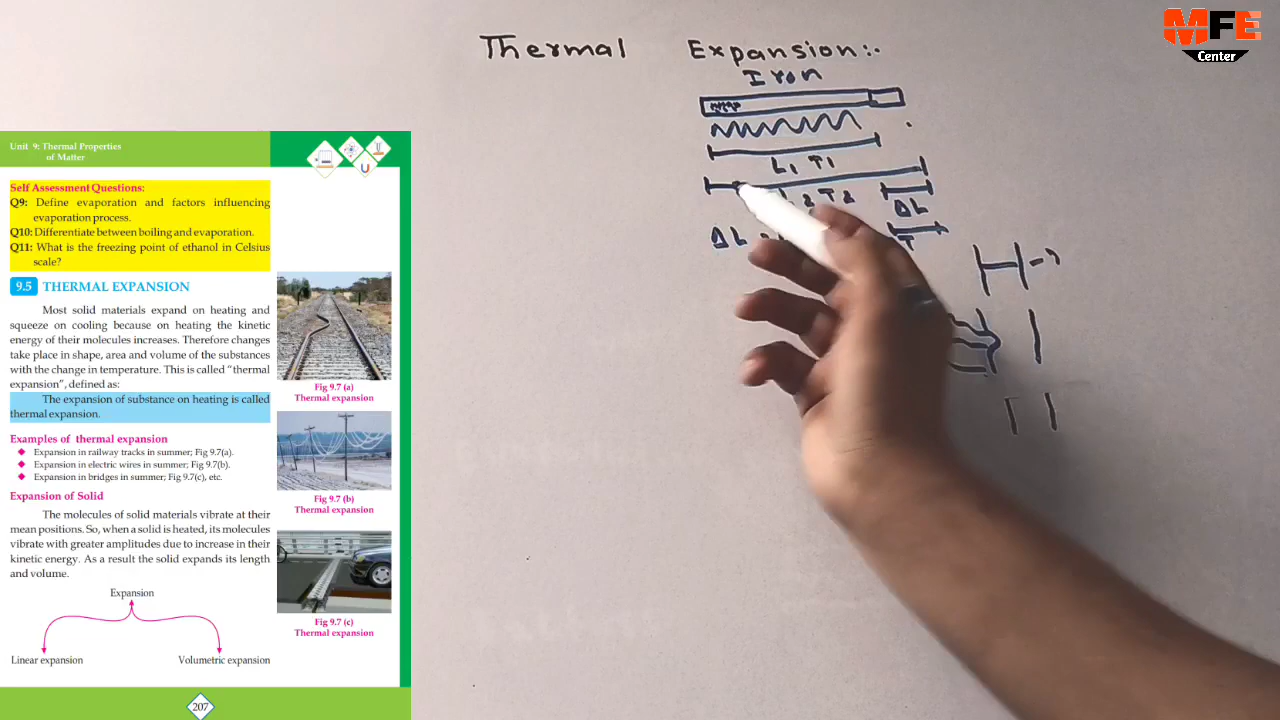 MFE
Center
Thermal Expansion:.
Iron
L1 T1
L2 T2
ΔL
ΔL
T
Unit 9: Thermal Properties
of Matter
Self Assessment Questions:
Q9: Define evaporation and factors influencing
evaporation process.
Q10: Differentiate between boiling and evaporation.
Q11: What is the freezing point of ethanol in Celsius
scale?
9.5 THERMAL EXPANSION
Most solid materials expand on heating and
squeeze on cooling because on heating the kinetic
energy of their molecules increases. Therefore changes
take place in shape, area and volume of the substances
with the change in temperature. This is called "thermal
expansion", defined as:
The expansion of substance on heating is called
thermal expansion.
Examples of thermal expansion
Expansion in railway tracks in summer; Fig 9.7(a).
Expansion in electric wires in summer; Fig 9.7(b).
Expansion in bridges in summer; Fig 9.7(c), etc.
Expansion of Solid
The molecules of solid materials vibrate at their
mean positions. So, when a solid is heated, its molecules
vibrate with greater amplitudes due to increase in their
kinetic energy. As a result the solid expands its length
and volume.
Expansion
Linear expansion Volumetric expansion
Fig 9.7 (a)
Thermal expansion
Fig 9.7 (b)
Thermal expansion
Fig 9.7 (c)
Thermal expansion
207